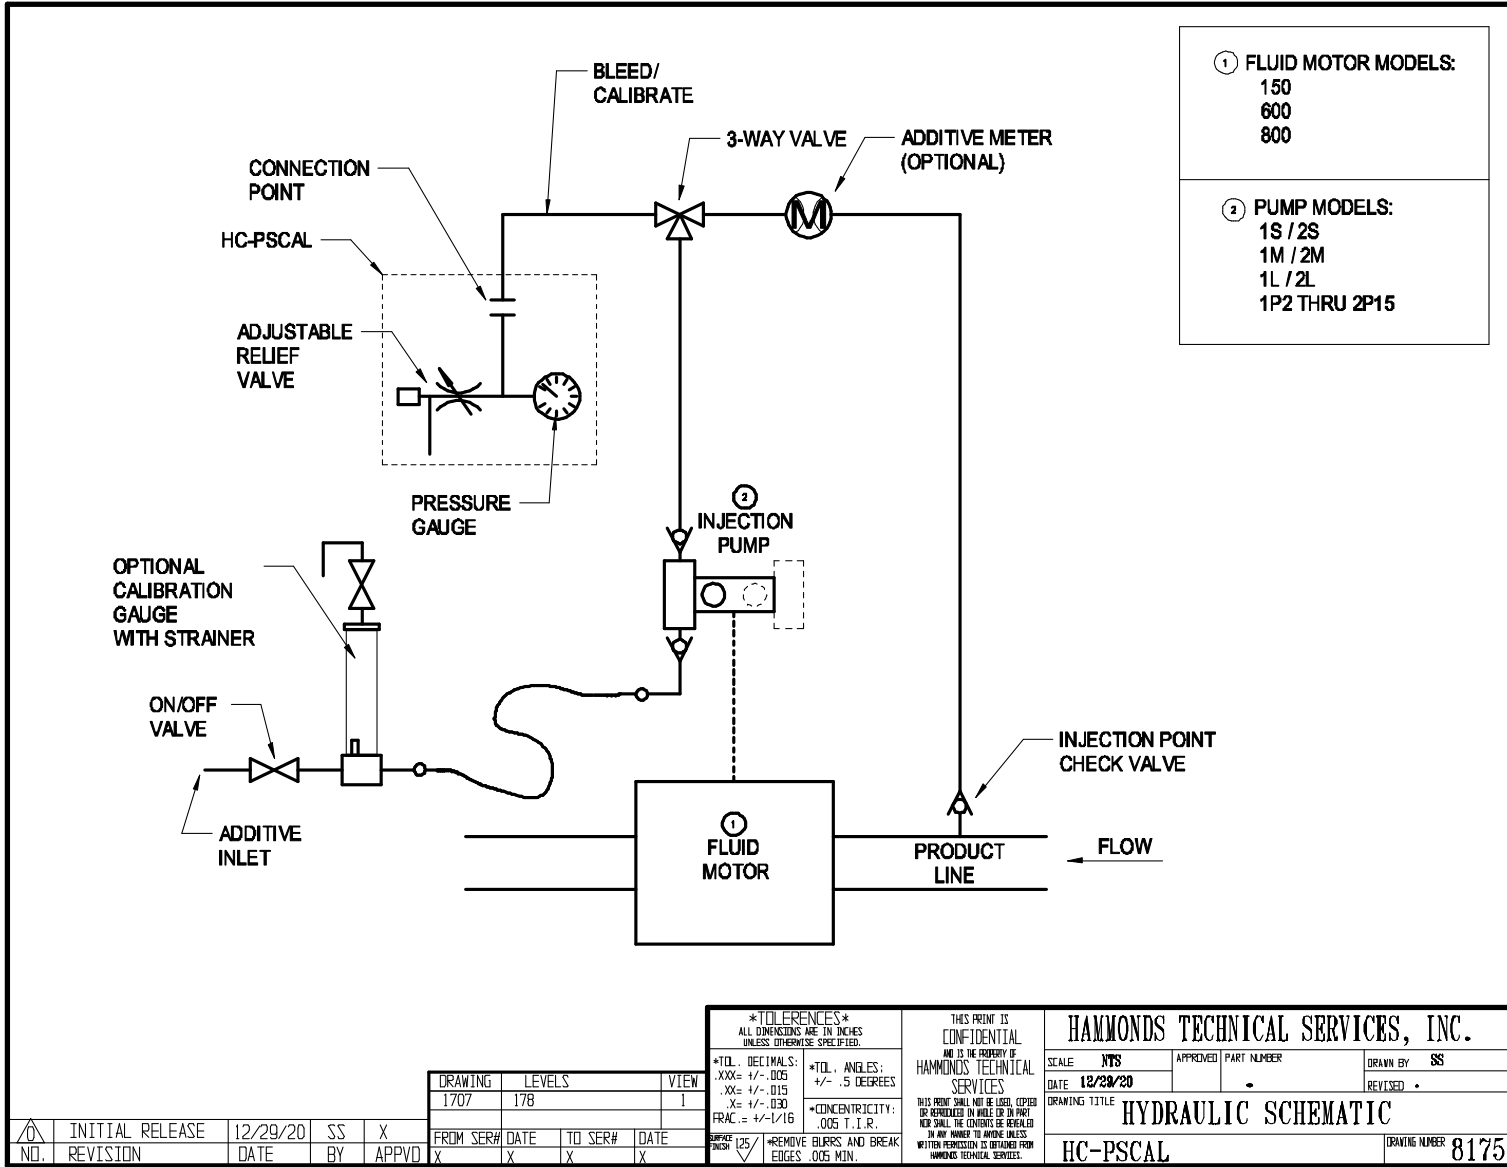 BLEED/
CALIBRATE
3-WAY VALVE
ADDITIVE METER
(OPTIONAL)
M
CONNECTION
POINT
HC-PSCAL
ADJUSTABLE
RELIEF
VALVE
PRESSURE
GAUGE
1 FLUID MOTOR MODELS:
150
600
800
2 PUMP MODELS:
1S / 2S
1M / 2M
1L / 2L
1P2 THRU 2P15
2
INJECTION
PUMP
OPTIONAL
CALIBRATION
GAUGE
WITH STRAINER
ON/OFF
VALVE
ADDITIVE
INLET
INJECTION POINT
CHECK VALVE
1
FLUID
MOTOR
PRODUCT
LINE
FLOW
0 INITIAL RELEASE 12/29/20 SS X
NO. REVISION DATE BY APPVD
DRAWING LEVELS VIEW
1707 178 1
FROM SER# DATE TO SER# DATE
X X X X
*TOLERENCES*
ALL DIMENSIONS ARE IN INCHES
UNLESS OTHERWISE SPECIFIED.
*TOL. DECIMALS:
.XXX= +/-.005
.XX= +/-.015
.X= +/-.030
FRAC.= +/-1/16
*TOL. ANGLES:
+/- .5 DEGREES
*CONCENTRICITY:
.005 T.I.R.
SURFACE
FINISH 125/
*REMOVE BURRS AND BREAK
EDGES .005 MIN.
THIS PRINT IS
CONFIDENTIAL
AND IS THE PROPERTY OF
HAMMONDS TECHNICAL
SERVICES
THIS PRINT SHALL NOT BE USED, COPIED
OR REPRODUCED IN WHOLE OR IN PART
NOR SHALL THE CONTENTS BE REVEALED
IN ANY MANNER TO ANYONE UNLESS
WRITTEN PERMISSION IS OBTAINED FROM
HAMMONDS TECHNICAL SERVICES.
HAMMONDS TECHNICAL SERVICES, INC.
SCALE NTS APPROVED PART NUMBER DRAWN BY SS
DATE 12/29/20 - REVISED -
DRAWING TITLE HYDRAULIC SCHEMATIC
HC-PSCAL DRAWING NUMBER 8175